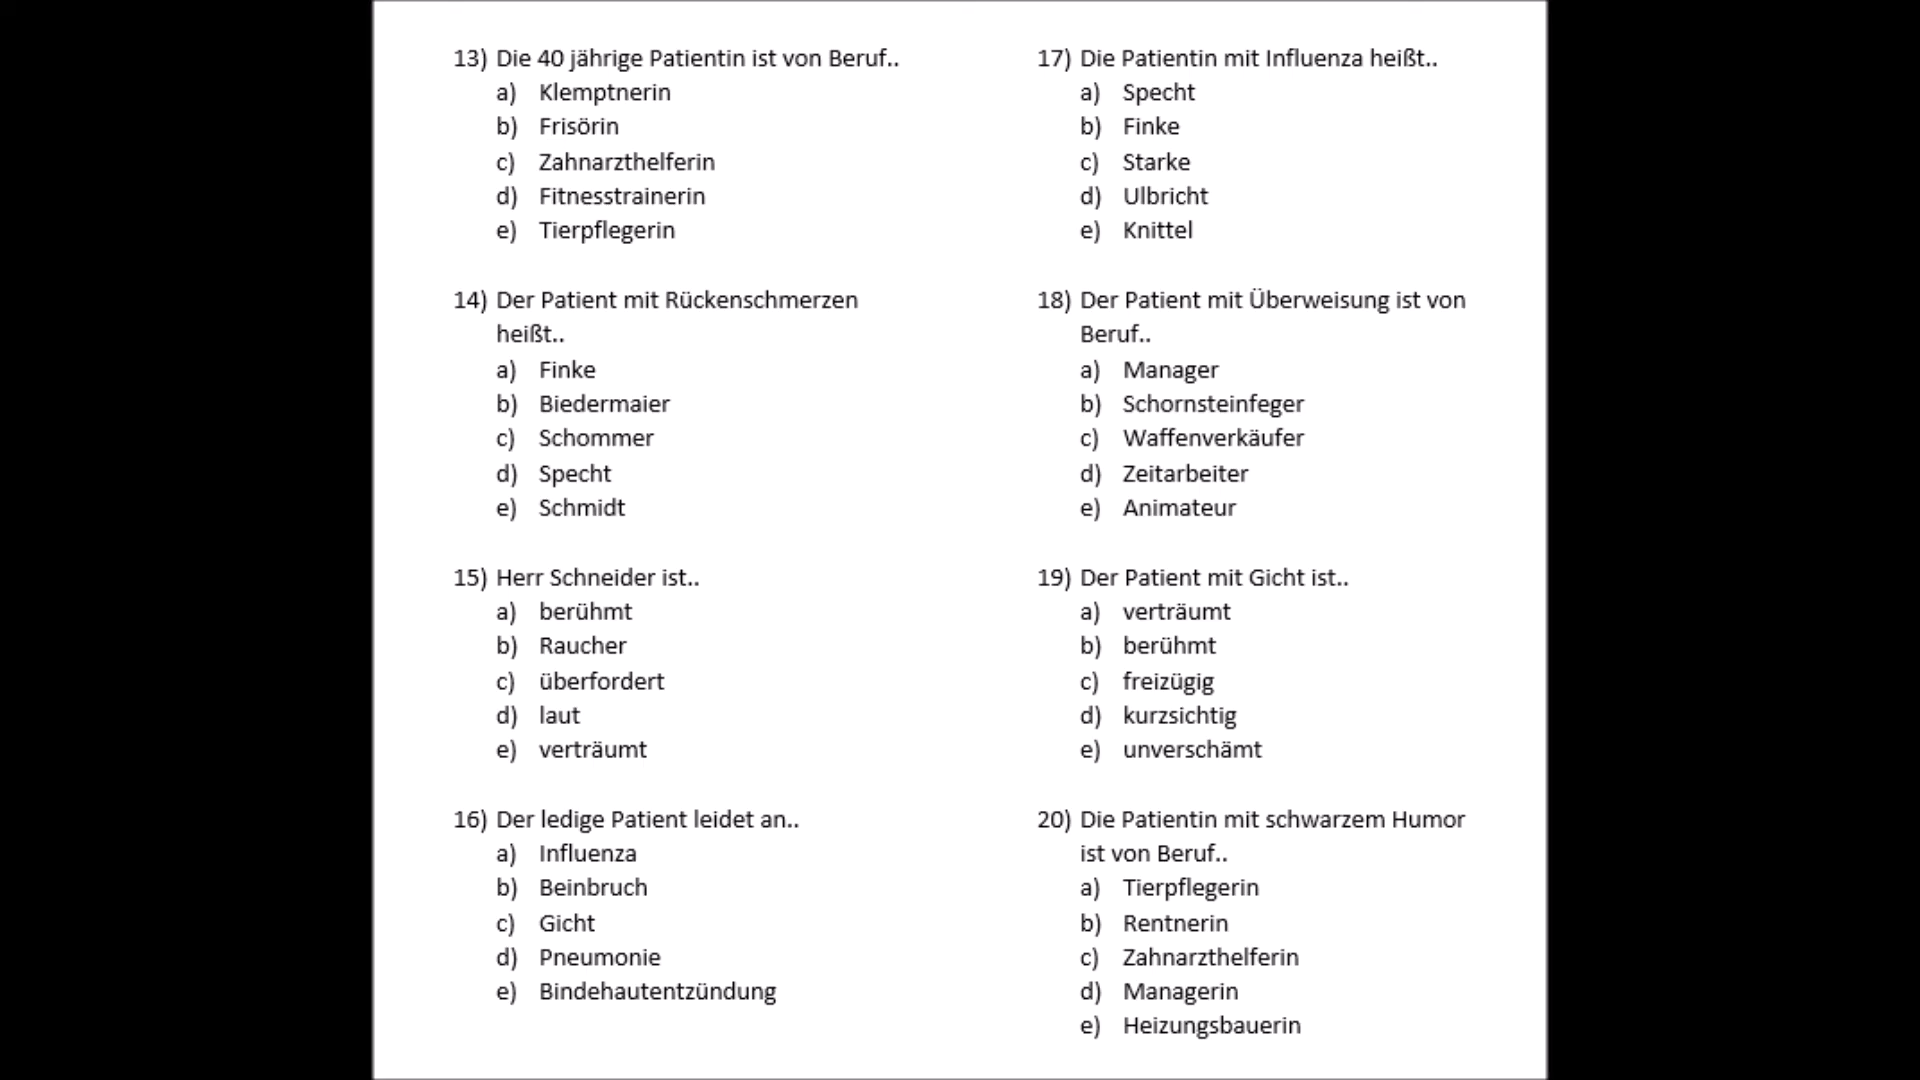 13) Die 40 jährige Patientin ist von Beruf..
a) Klemptnerin
b) Frisörin
c) Zahnarzthelferin
d) Fitnesstrainerin
e) Tierpflegerin
14) Der Patient mit Rückenschmerzen
heißt..
a) Finke
b) Biedermaier
c) Schommer
d) Specht
e) Schmidt
15) Herr Schneider ist..
a) berühmt
b) Raucher
c) überfordert
d) laut
e) verträumt
16) Der ledige Patient leidet an..
a) Influenza
b) Beinbruch
c) Gicht
d) Pneumonie
e) Bindehautentzündung
17) Die Patientin mit Influenza heißt..
a) Specht
b) Finke
c) Starke
d) Ulbricht
e) Knittel
18) Der Patient mit Überweisung ist von
Beruf..
a) Manager
b) Schornsteinfeger
c) Waffenverkäufer
d) Zeitarbeiter
e) Animateur
19) Der Patient mit Gicht ist..
a) verträumt
b) berühmt
c) freizügig
d) kurzsichtig
e) unverschämt
20) Die Patientin mit schwarzem Humor
ist von Beruf..
a) Tierpflegerin
b) Rentnerin
c) Zahnarzthelferin
d) Managerin
e) Heizungsbauerin